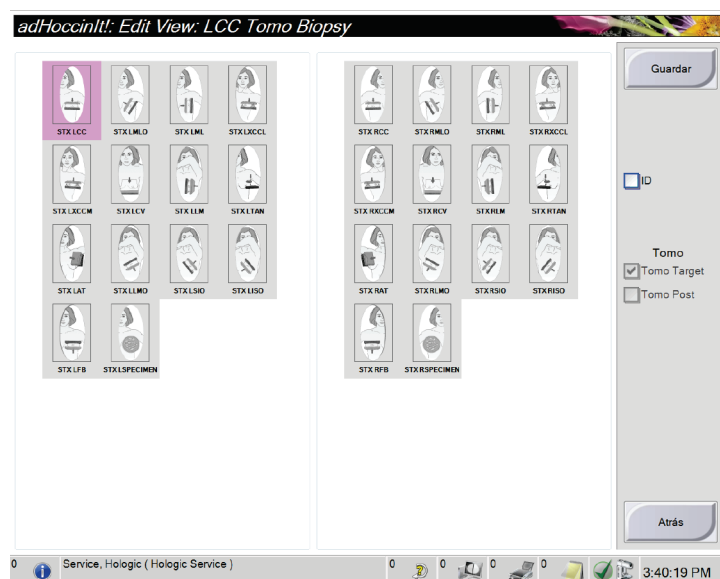 adHoccinIt!: Edit View: LCC Tomo Biopsy
STX LCC STX LMLO STX LML STX LXCCL
STX LXCCM STX LCV STX LLM STX LTAN
STX LAT STX LLMO STX LSIO STX LISO
STX LFB STX LSPECIMEN
STX RCC STX RMLO STX RML STX RXCCL
STX RXCCM STX RCV STX RLM STX RTAN
STX RAT STX RLMO STX RSIO STX RISO
STX RFB STX RSPECIMEN
Guardar
ID
Tomo
Tomo Target
Tomo Post
Atrás
0 Service, Hologic ( Hologic Service ) 0 0 0 0 3:40:19 PM